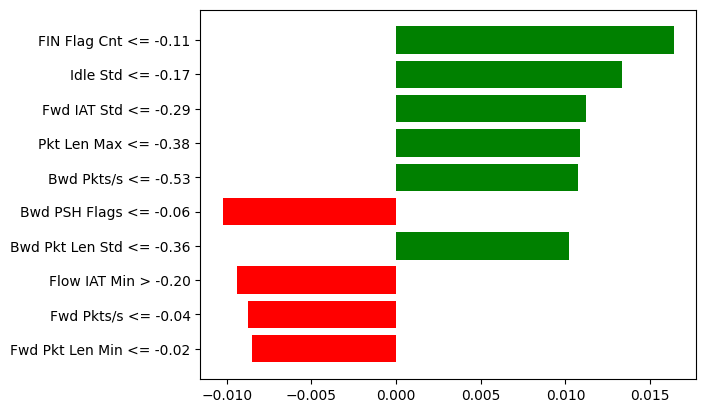 FIN Flag Cnt <= -0.11
Idle Std <= -0.17
Fwd IAT Std <= -0.29
Pkt Len Max <= -0.38
Bwd Pkts/s <= -0.53
Bwd PSH Flags <= -0.06
Bwd Pkt Len Std <= -0.36
Flow IAT Min > -0.20
Fwd Pkts/s <= -0.04
Fwd Pkt Len Min <= -0.02
−0.010 −0.005 0.000 0.005 0.010 0.015